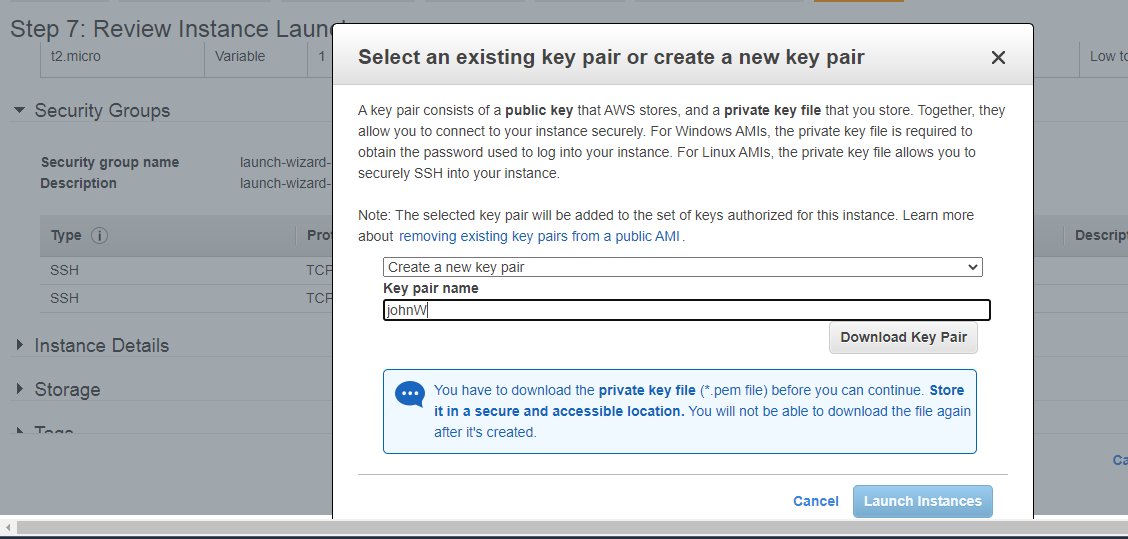 Step 7: Review Instance Laun
t2.micro Variable 1 Low to
Security Groups
Security group name launch-wizard-
Description launch-wizard-
Type i Pro Descrip
SSH TCP
SSH TCP
Instance Details
Storage
Tags
Ca
Select an existing key pair or create a new key pair
A key pair consists of a public key that AWS stores, and a private key file that you store. Together, they
allow you to connect to your instance securely. For Windows AMIs, the private key file is required to
obtain the password used to log into your instance. For Linux AMIs, the private key file allows you to
securely SSH into your instance.
Note: The selected key pair will be added to the set of keys authorized for this instance. Learn more
about removing existing key pairs from a public AMI.
Create a new key pair
Key pair name
johnW
Download Key Pair
You have to download the private key file (*.pem file) before you can continue. Store
it in a secure and accessible location. You will not be able to download the file again
after it's created.
Cancel Launch Instances